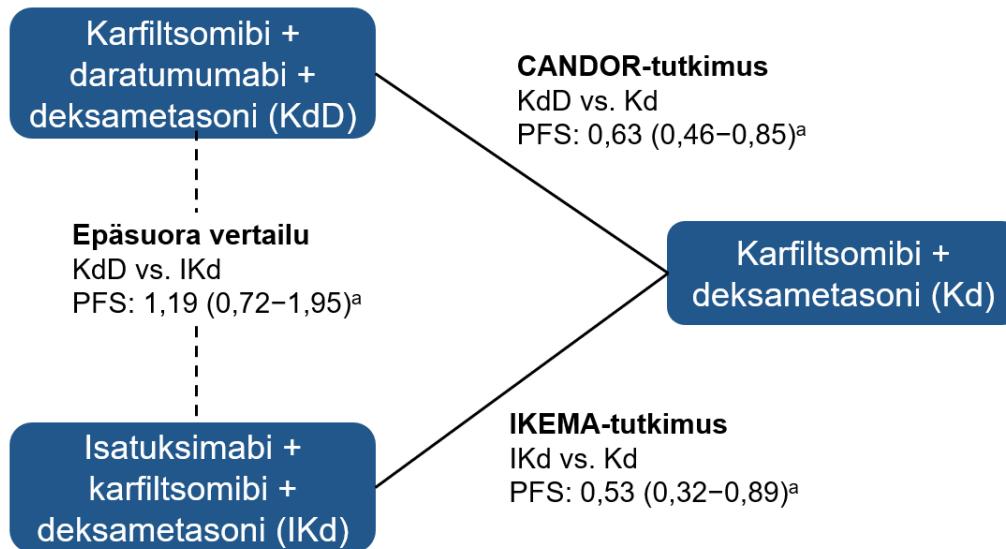 Karfiltsomibi +
daratumumabi +
deksametasoni (KdD)
CANDOR-tutkimus
KdD vs. Kd
PFS: 0,63 (0,46−0,85)ᵃ
Epäsuora vertailu
KdD vs. IKd
PFS: 1,19 (0,72−1,95)ᵃ
Karfiltsomibi +
deksametasoni (Kd)
Isatuksimabi +
karfiltsomibi +
deksametasoni (IKd)
IKEMA-tutkimus
IKd vs. Kd
PFS: 0,53 (0,32−0,89)ᵃ